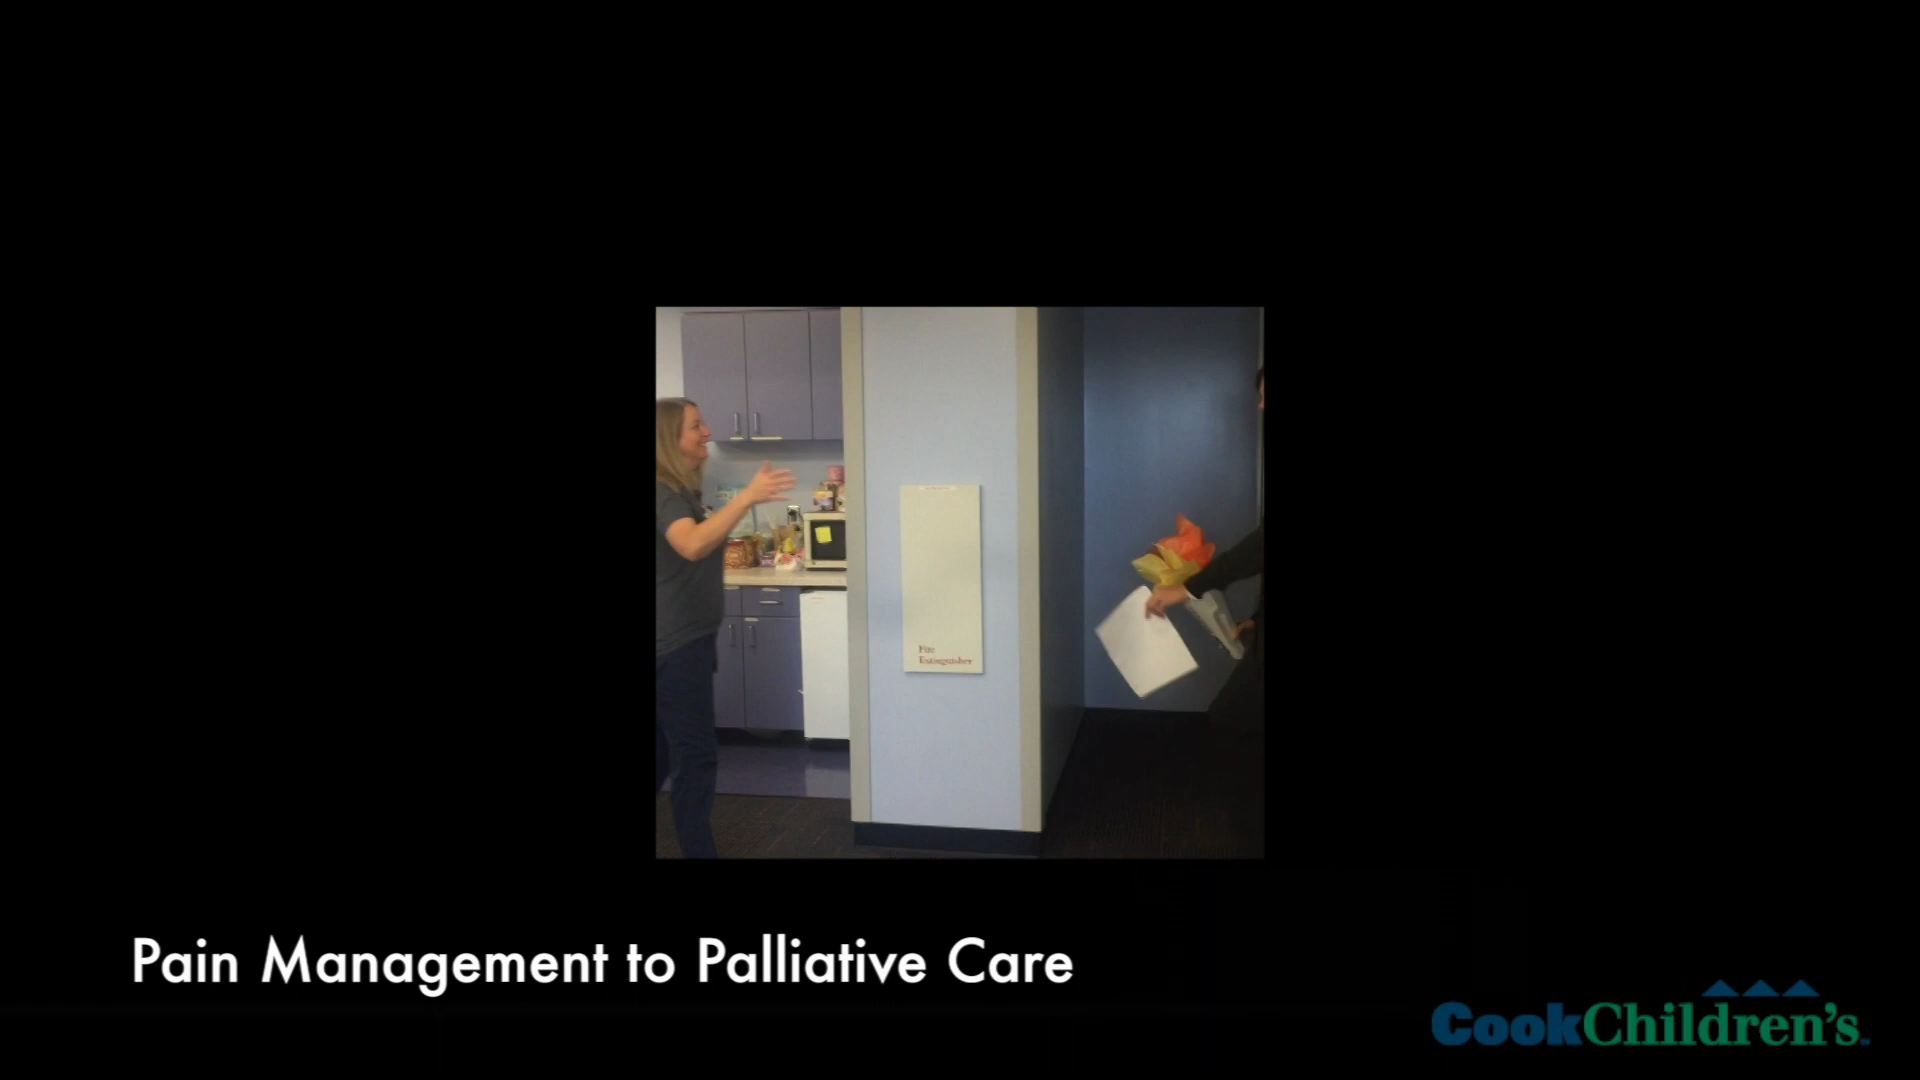 Fire
Extinguisher
Pain Management to Palliative Care
CookChildren's.